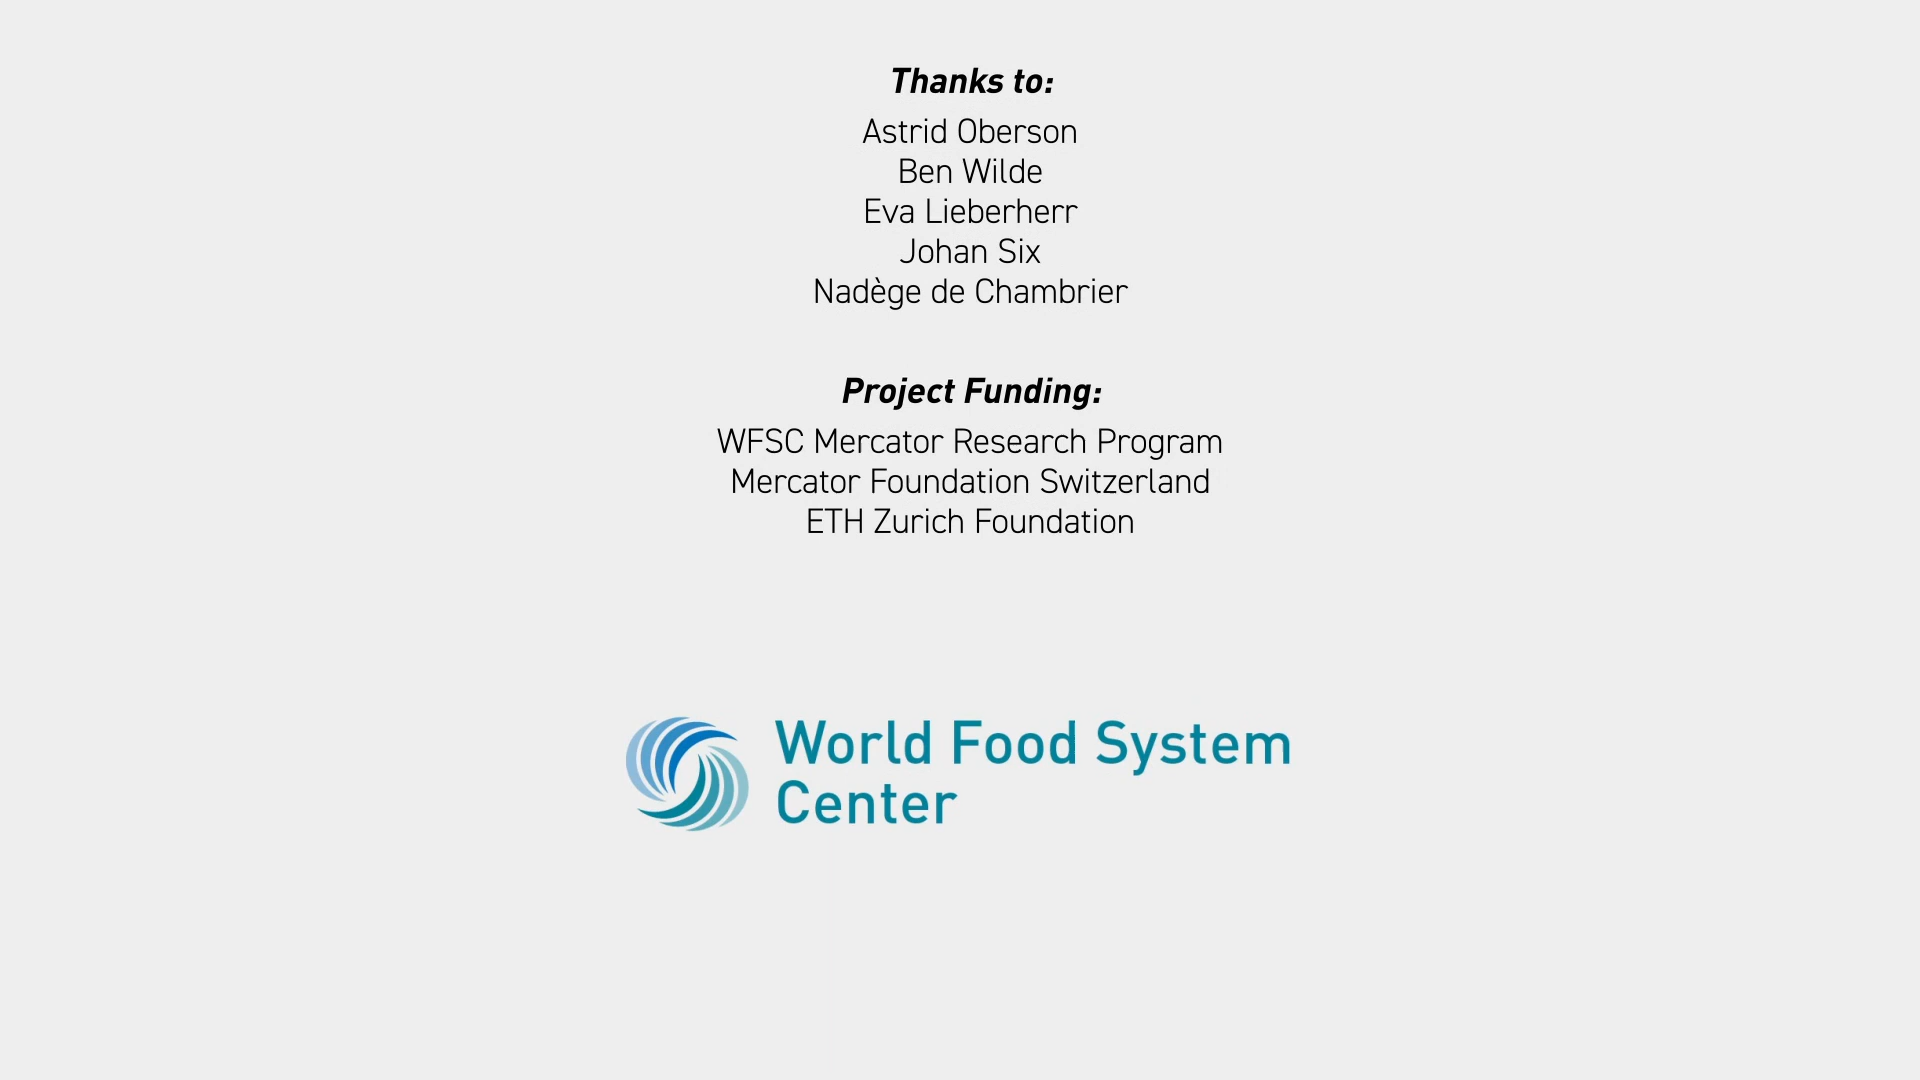 Thanks to:
Astrid Oberson
Ben Wilde
Eva Lieberherr
Johan Six
Nadège de Chambrier
Project Funding:
WFSC Mercator Research Program
Mercator Foundation Switzerland
ETH Zurich Foundation
World Food System
Center